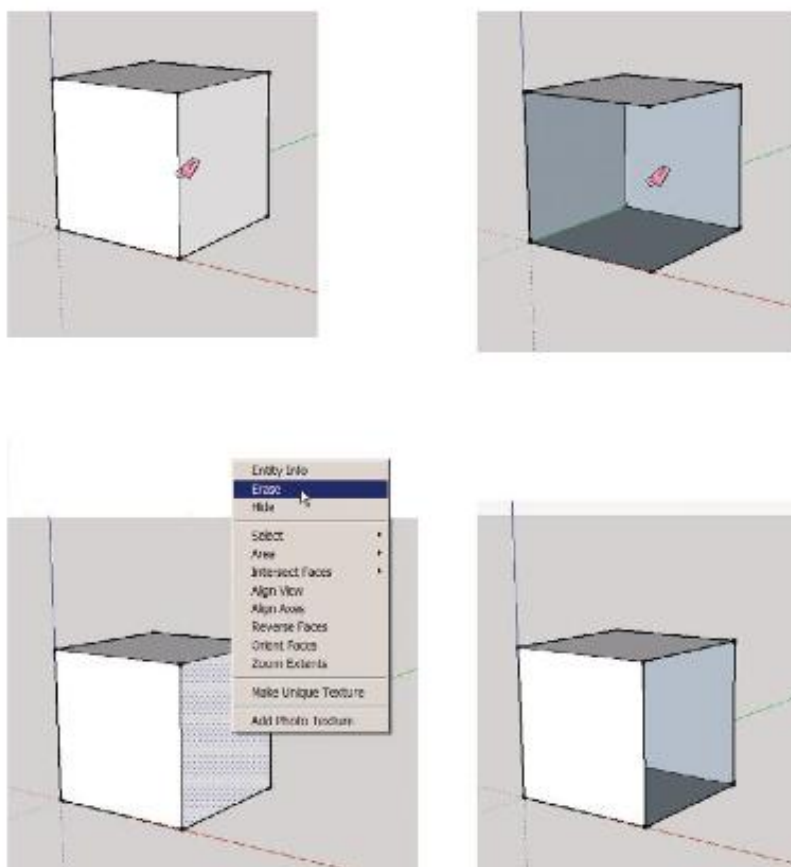 Entity Info
Erase
Hide
Select
Area
Intersect Faces
Align View
Align Axes
Reverse Faces
Orient Faces
Zoom Extents
Make Unique Texture
Add Photo Texture